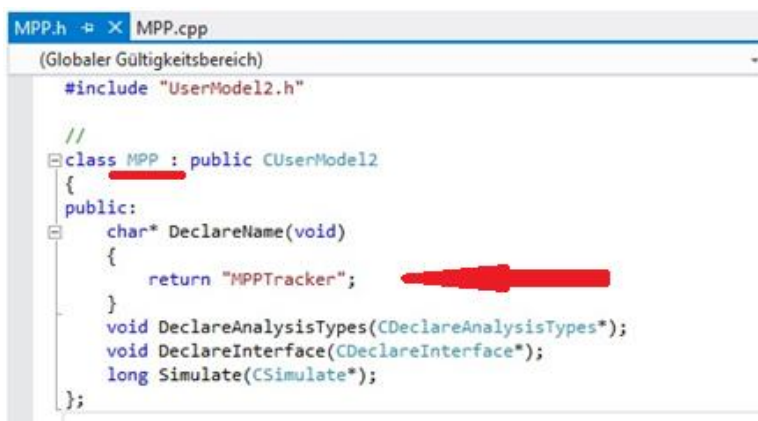 MPP.h MPP.cpp
(Globaler Gültigkeitsbereich)
#include "UserModel2.h"
//
class MPP : public CUserModel2
{
public:
char* DeclareName(void)
{
return "MPPTracker";
}
void DeclareAnalysisTypes(CDeclareAnalysisTypes*);
void DeclareInterface(CDeclareInterface*);
long Simulate(CSimulate*);
};